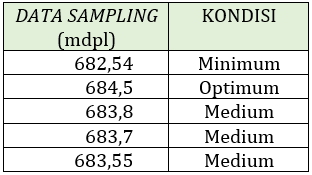 DATA SAMPLING (mdpl) KONDISI
682,54 Minimum
684,5 Optimum
683,8 Medium
683,7 Medium
683,55 Medium